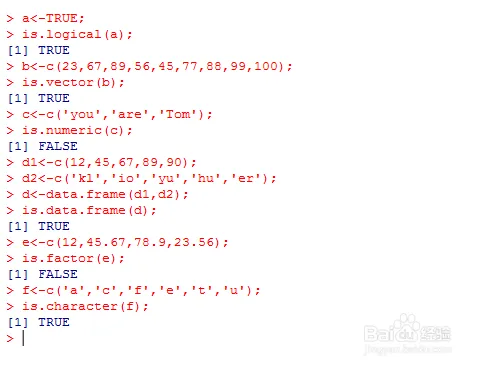 > a<-TRUE;
> is.logical(a);
[1] TRUE
> b<-c(23,67,89,56,45,77,88,99,100);
> is.vector(b);
[1] TRUE
> c<-c('you','are','Tom');
> is.numeric(c);
[1] FALSE
> d1<-c(12,45,67,89,90);
> d2<-c('kl','io','yu','hu','er');
> d<-data.frame(d1,d2);
> is.data.frame(d);
[1] TRUE
> e<-c(12,45.67,78.9,23.56);
> is.factor(e);
[1] FALSE
> f<-c('a','c','f','e','t','u');
> is.character(f);
[1] TRUE
>
Baidu经验
jingyan.baidu.com